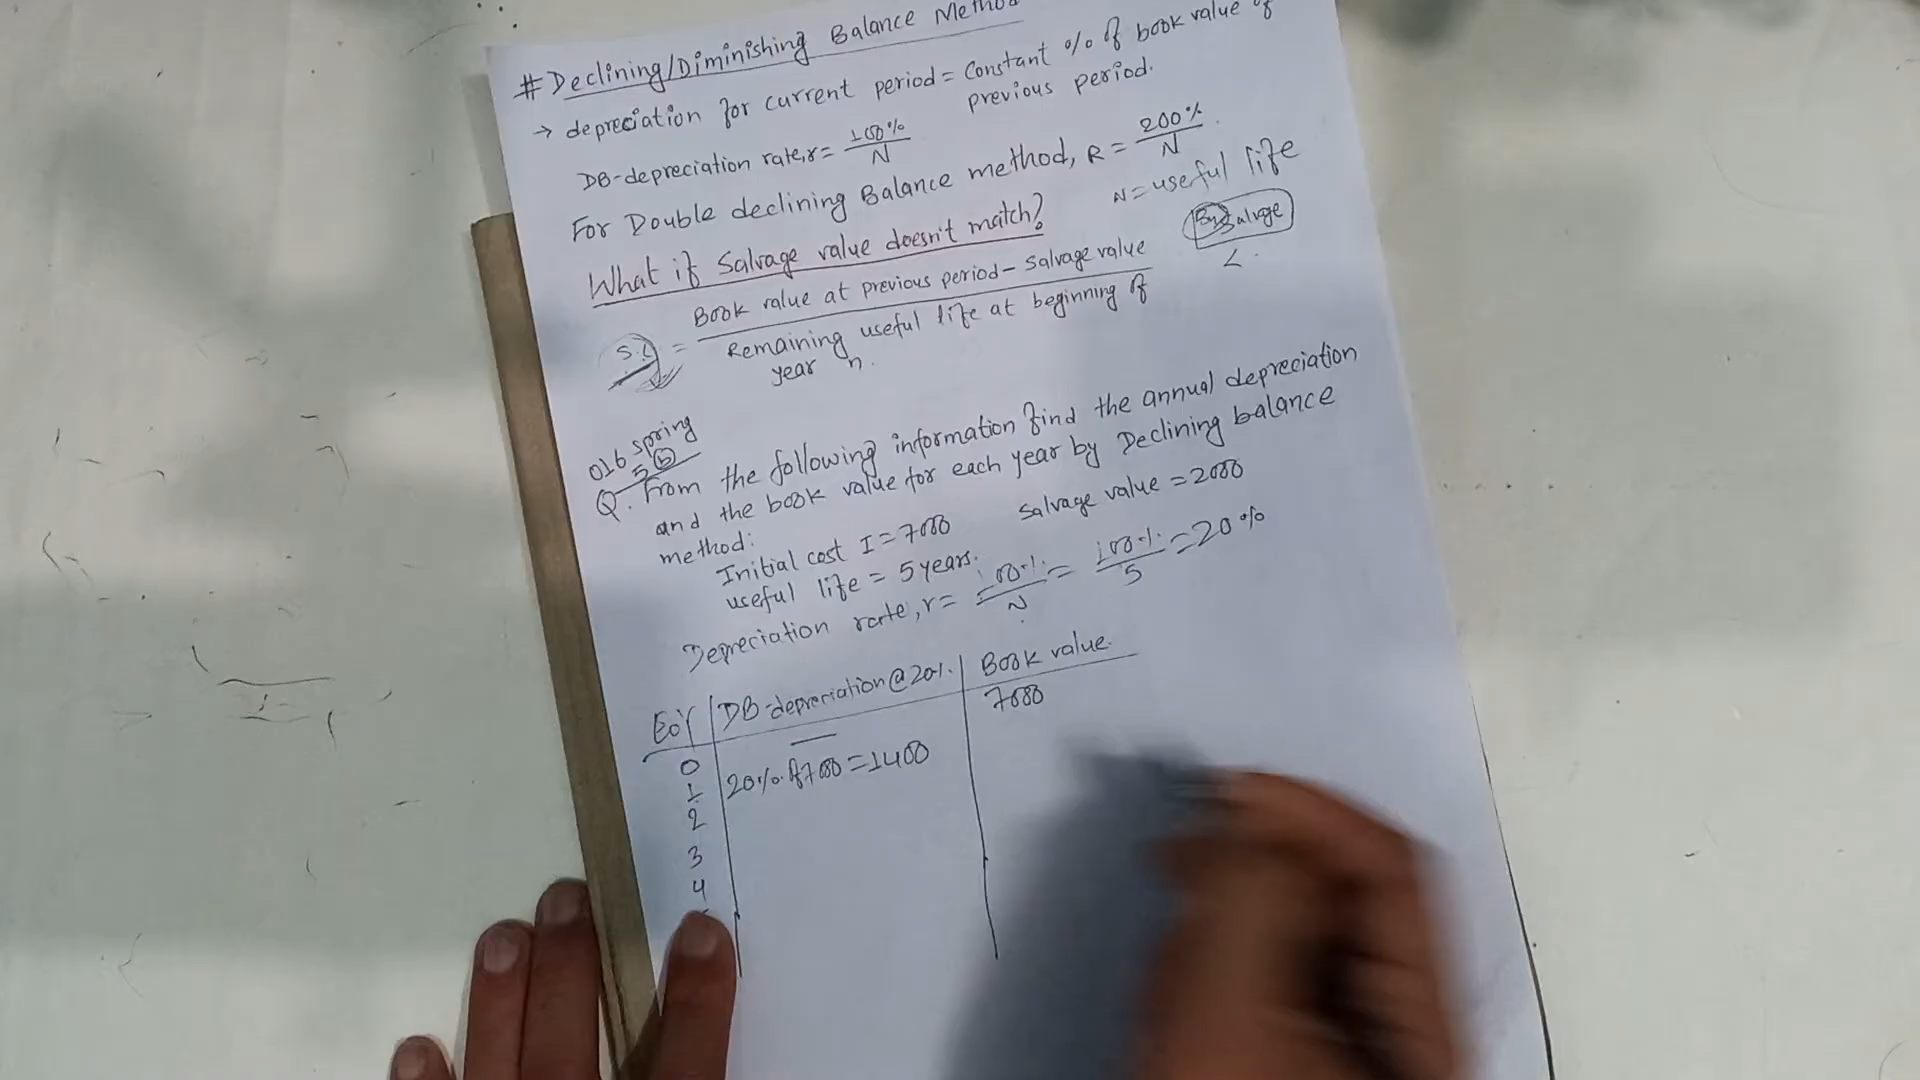 #Declining/Diminishing Balance Method
→ depreciation for current period = Constant % of book value of
previous period.
DB-depreciation rate, r = 100% / N
For Double declining Balance method, R = 200% / N
N = useful life
What if Salvage value doesn't match?
Salvage
<
S.L = Book value at previous period - Salvage value
Remaining useful life at beginning of
year n.
016 spring
5 (b)
Q. From the following information find the annual depreciation
and the book value for each year by Declining balance
method:
Initial cost I = 7000 Salvage value = 2000
useful life = 5 years.
Depreciation rate, r = 100% / N = 100% / 5 = 20%
EOY DB-depreciation @ 20% Book value
0 — 7000
1 20% of 7000 = 1400
2
3
4